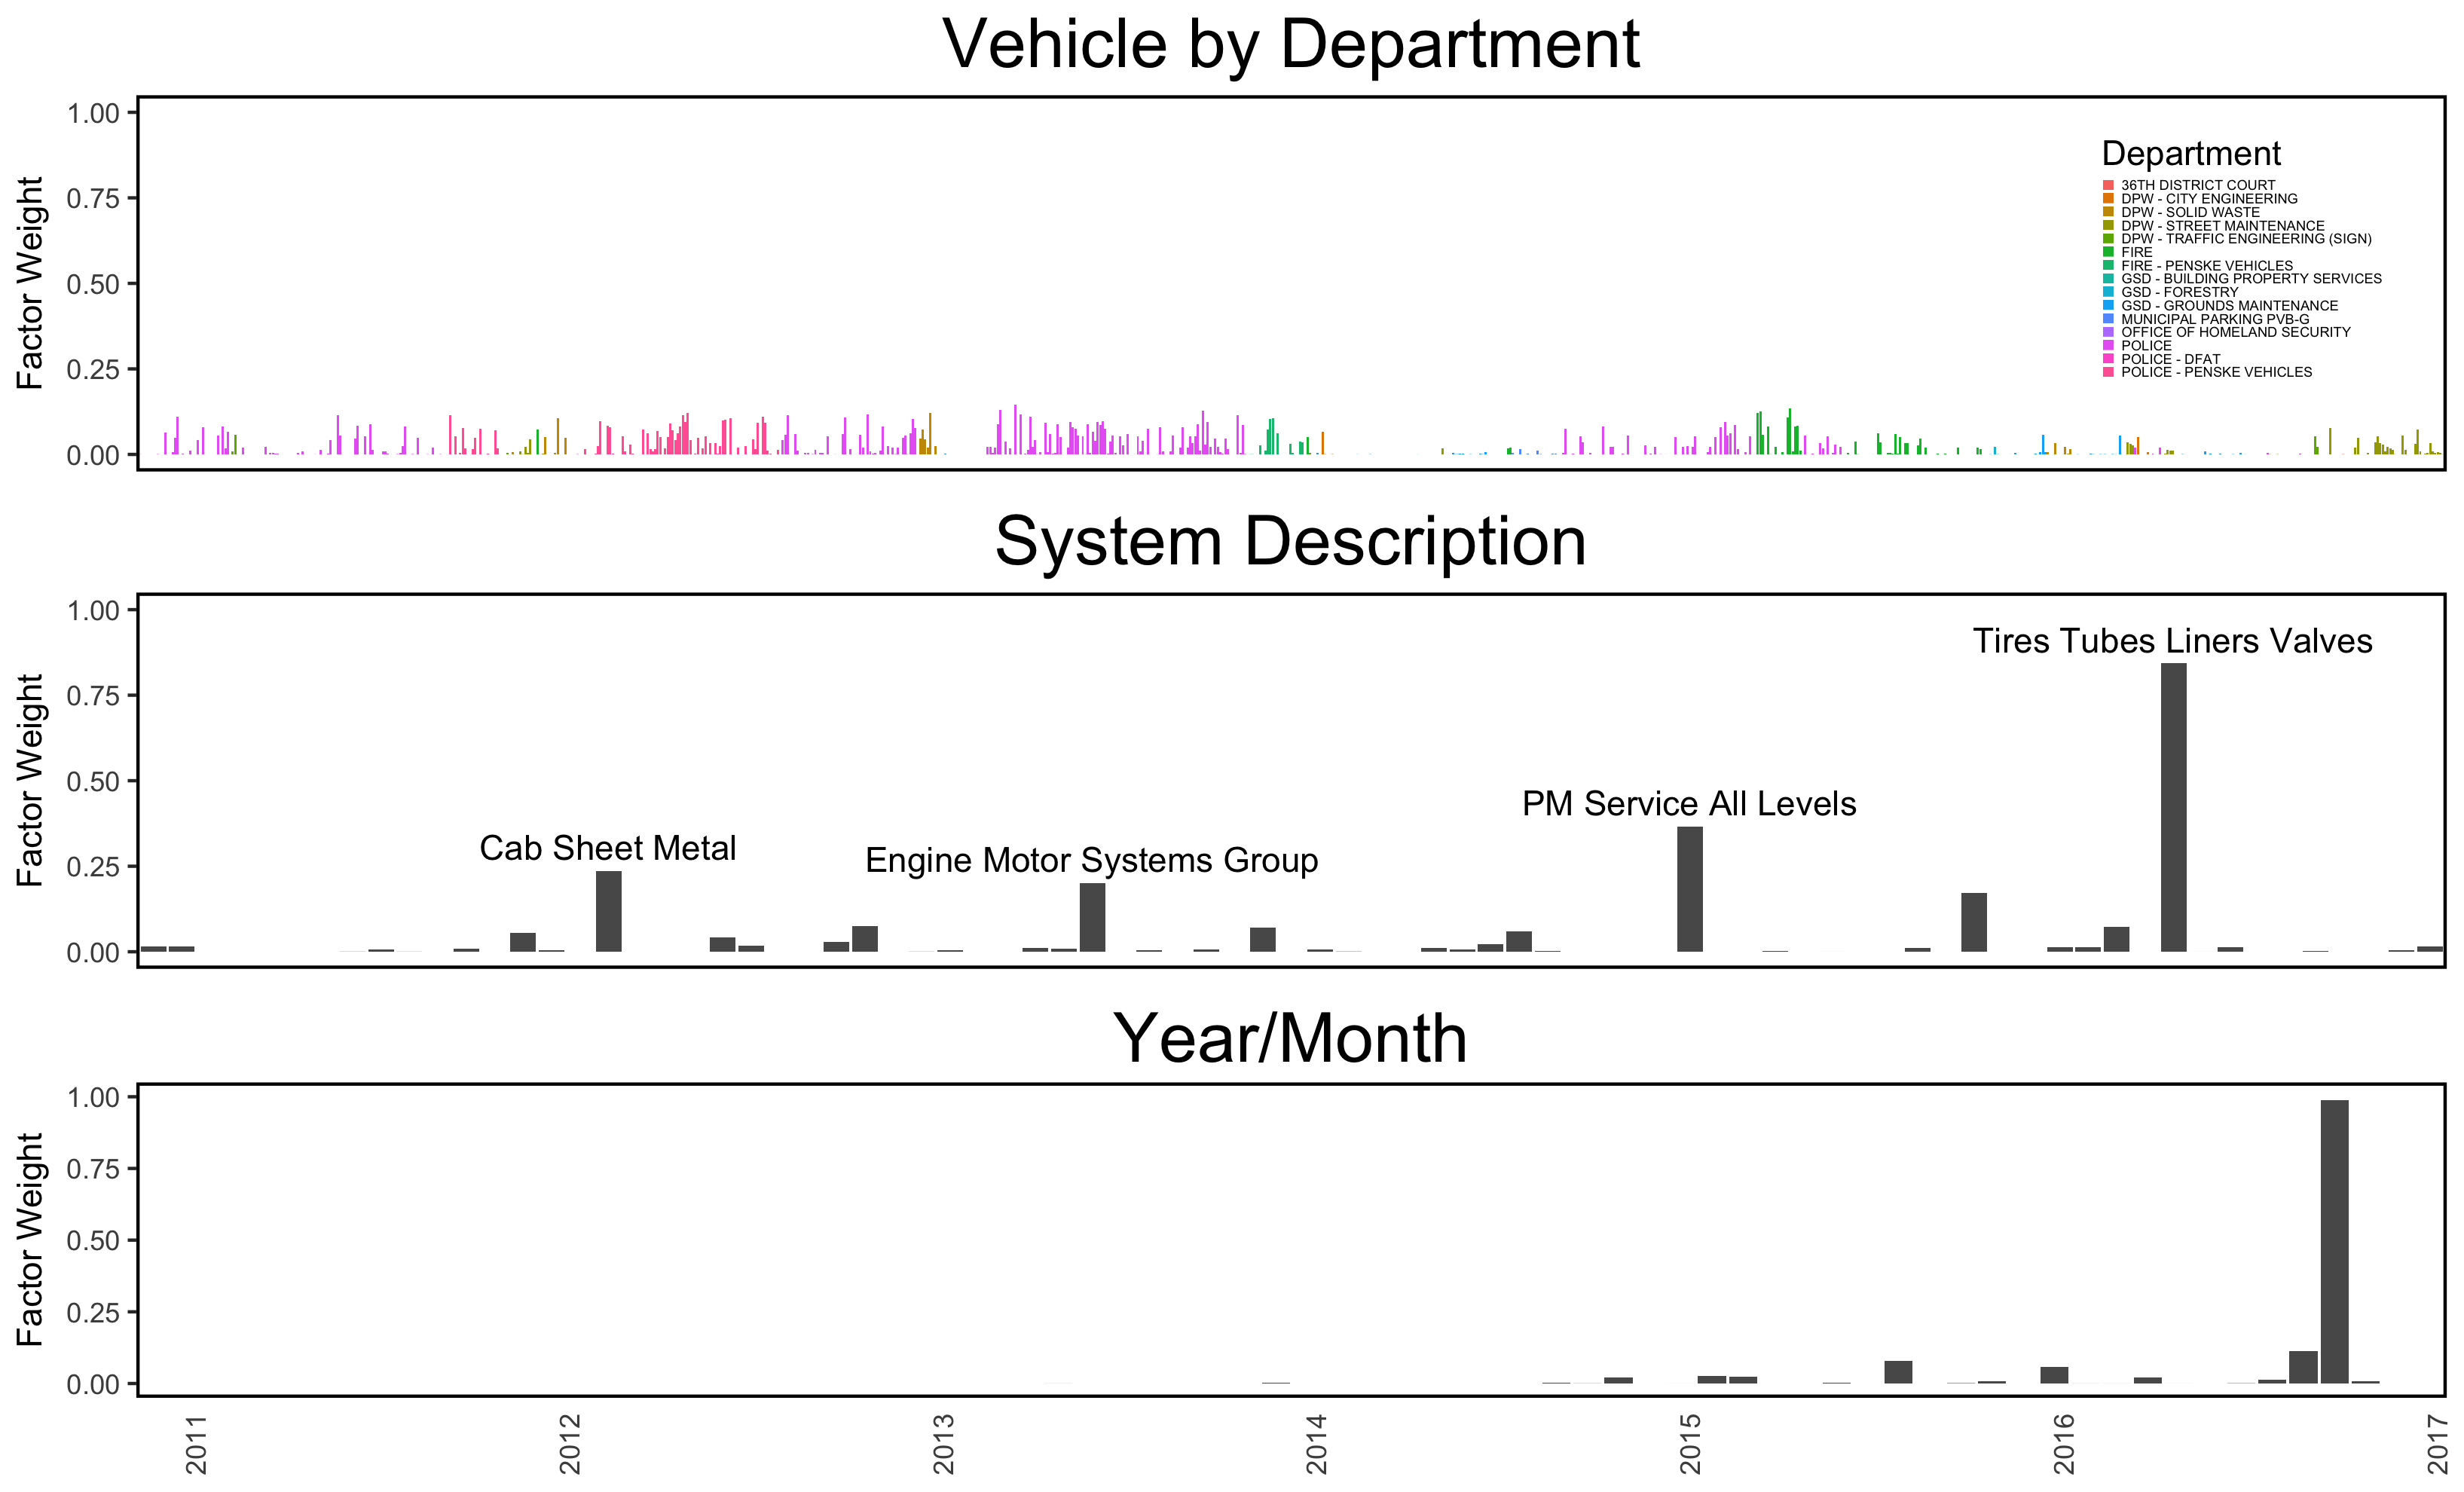 Vehicle by Department
Factor Weight
1.00
0.75
0.50
0.25
0.00
Department
36TH DISTRICT COURT
DPW - CITY ENGINEERING
DPW - SOLID WASTE
DPW - STREET MAINTENANCE
DPW - TRAFFIC ENGINEERING (SIGN)
FIRE
FIRE - PENSKE VEHICLES
GSD - BUILDING PROPERTY SERVICES
GSD - FORESTRY
GSD - GROUNDS MAINTENANCE
MUNICIPAL PARKING PVB-G
OFFICE OF HOMELAND SECURITY
POLICE
POLICE - DFAT
POLICE - PENSKE VEHICLES
System Description
Factor Weight
1.00
0.75
0.50
0.25
0.00
Tires Tubes Liners Valves
PM Service All Levels
Cab Sheet Metal
Engine Motor Systems Group
Year/Month
Factor Weight
1.00
0.75
0.50
0.25
0.00
2011
2012
2013
2014
2015
2016
2017